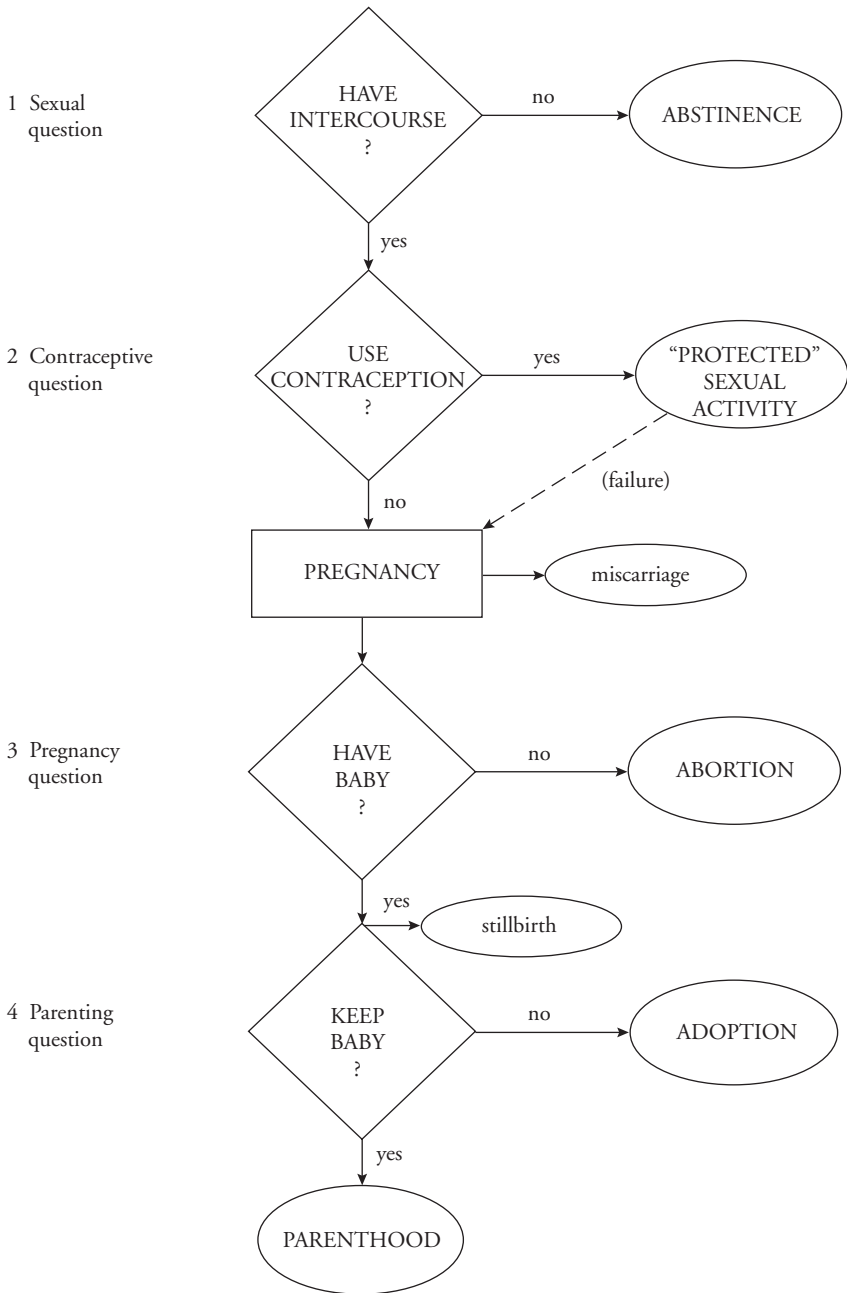 1 Sexual
question
HAVE
INTERCOURSE
?
no
ABSTINENCE
yes
2 Contraceptive
question
USE
CONTRACEPTION
?
yes
“PROTECTED”
SEXUAL
ACTIVITY
(failure)
no
PREGNANCY
miscarriage
3 Pregnancy
question
HAVE
BABY
?
no
ABORTION
yes
stillbirth
4 Parenting
question
KEEP
BABY
?
no
ADOPTION
yes
PARENTHOOD